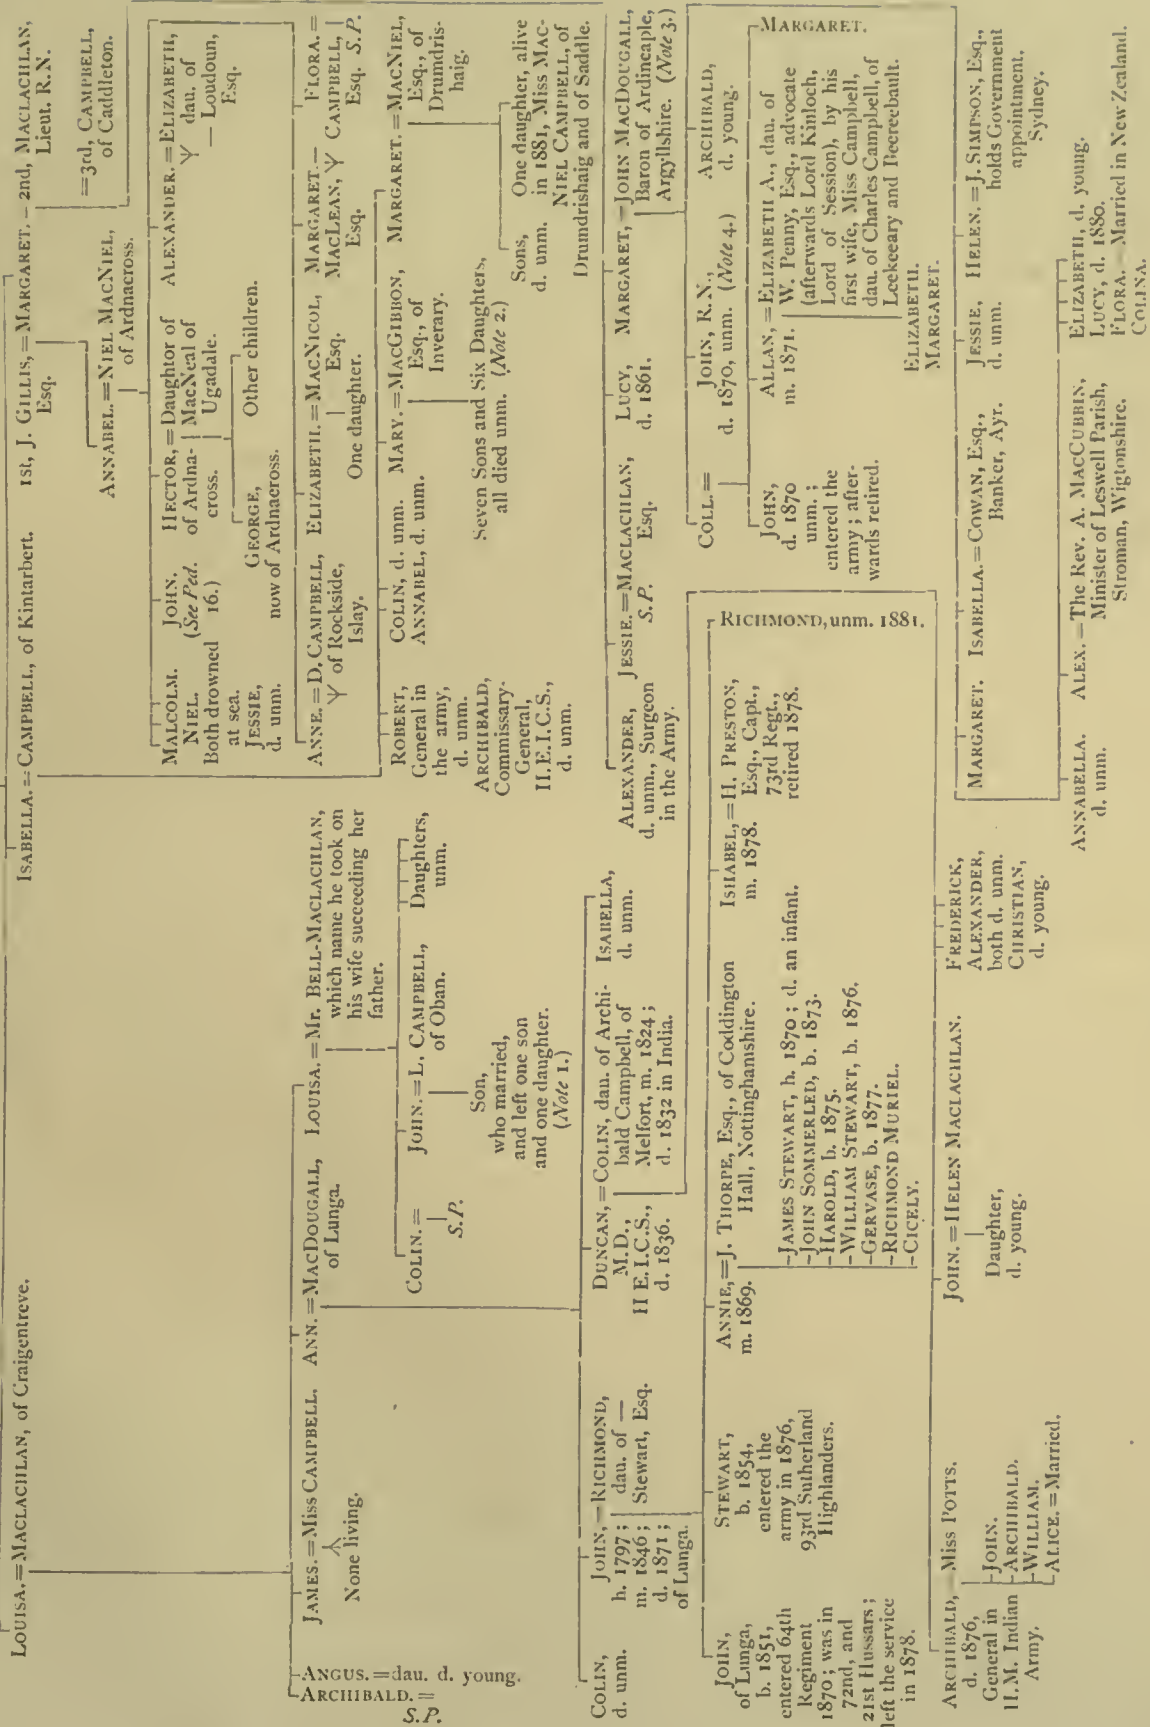 LOUISA.=MACLACHLAN, of Craigentreve.
ISABELLA.=CAMPBELL, of Kintarbert.
1st, J. GILLIS,=MARGARET.–2nd, MACLACHLAN,
Esq.
Lieut. R.N.
=3rd, CAMPBELL,
of Caddleton.
ANNABEL.=NIEL MACNIEL,
of Ardnacross.
MALCOLM.
NIEL.
Both drowned
at sea.
JESSIE,
d. unm.
JOHN.
(See Ped.
16.)
HECTOR,=Daughtor of
of Ardna-
cross.
MacNeal of
Ugadale.
ALEXANDER.=ELIZABETH,
dau. of
— Loudoun,
Esq.
GEORGE,
now of Ardnacross.
Other children.
ANNE.=D. CAMPBELL,
of Rockside,
Islay.
ELIZABETH.=MACNICOL,
Esq.
One daughter.
MARGARET.–
MACLEAN,
Esq.
FLORA.=
CAMPBELL,
Esq. S.P.
ROBERT,
General in
the army,
d. unm.
ARCHIBALD,
Commissary-
General,
H.E.I.C.S.,
d. unm.
COLIN, d. unm.
ANNABEL, d. unm.
MARY.=MACGIBON,
Esq., of
Inverary.
MARGARET.=MACNIEL,
Esq., of
Drumdris-
haig.
Seven Sons and Six Daughters,
all died unm. (Note 2.)
Sons,
d. unm.
One daughter, alive
in 1881, Miss Mac-
NIEL CAMPBELL, of
Drumdrishaig and of Saddle.
JAMES.=Miss CAMPBELL.
None living.
ANN.=MACDOUGALL,
of Lunga.
LOUISA.=Mr. BELL-MACLACHLAN,
which name he took on
his wife succeeding her
father.
ANGUS.=dau. d. young.
ARCHIBALD.=
S.P.
COLIN.=
S.P.
JOHN.=L. CAMPBELL,
of Oban.
Daughters,
unm.
Son,
who married,
and left one son
and one daughter.
(Note 1.)
ALEXANDER,
d. unm., Surgeon
in the Army.
JESSIE.=MACLACHLAN,
S.P. Esq.
LUCY,
d. 1861.
MARGARET,=JOHN MACDOUGALL,
Baron of Ardincaple,
Argyllshire. (Note 3.)
COLIN,
d. unm.
JOHN,–RICHMOND,
b. 1797;
m. 1846;
d. 1871;
of Lunga.
dau. of —
Stewart, Esq.
DUNCAN,=COLIN, dau. of Archi-
M.D.,
H E.I.C.S.,
d. 1836.
bald Campbell, of
Melfort, m. 1824;
d. 1832 in India.
ISABELLA,
d. unm.
COLL.=
JOHN, R.N.,
d. 1870, unm. (Note 4.)
ARCHIBALD,
d. young.
JOHN,
d. 1870
unm.;
entered the
army; after-
wards retired.
ALLAN,=ELIZABETH A., dau. of
m. 1871.
W. Penny, Esq., advocate
(afterwards Lord Kinloch,
Lord of Session), by his
first wife, Miss Campbell,
dau. of Charles Campbell, of
Leckeeary and Decreebault.
MARGARET.
ELIZABETH.
MARGARET.
JOHN,
of Lunga,
b. 1851,
entered 64th
Regiment
1870; was in
72nd, and
21st Hussars;
left the service
in 1878.
STEWART,
b. 1854,
entered the
army in 1876,
93rd Sutherland
Highlanders.
ANNIE,=J. THORPE, Esq., of Coddington
m. 1869.
Hall, Nottinghamshire.
ISHABEL,=H. PRESTON,
m. 1878.
Esq., Capt.,
73rd Regt.,
retired 1878.
RICHMOND, unm. 1881.
JAMES STEWART, b. 1870; d. an infant.
JOHN SOMMERLED, b. 1873.
HAROLD, b. 1875.
WILLIAM STEWART, b. 1876.
GERVASE, b. 1877.
RICHMOND MURIEL.
CICELY.
ARCHIBALD,–Miss POTTS.
d. 1876,
General in
H.M. Indian
Army.
JOHN.
ARCHIBALD.
WILLIAM.
ALICE.=Married.
JOHN.=HELEN MACLACHLAN.
Daughter,
d. young.
FREDERICK,
ALEXANDER,
both d. unm.
CHRISTIAN,
d. young.
MARGARET.
ISABELLA.=COWAN, Esq.,
Banker, Ayr.
JESSIE,
d. unm.
HELEN.=J. SIMPSON, Esq.,
holds Government
appointment,
Sydney.
ANNABELLA.
d. unm.
ALEX.=The Rev. A. MACCUBBIN,
Minister of Leswell Parish,
Stroman, Wigtonshire.
ELIZABETH, d. young.
LUCY, d. 1880.
FLORA.–Married in New Zealand.
COLINA.